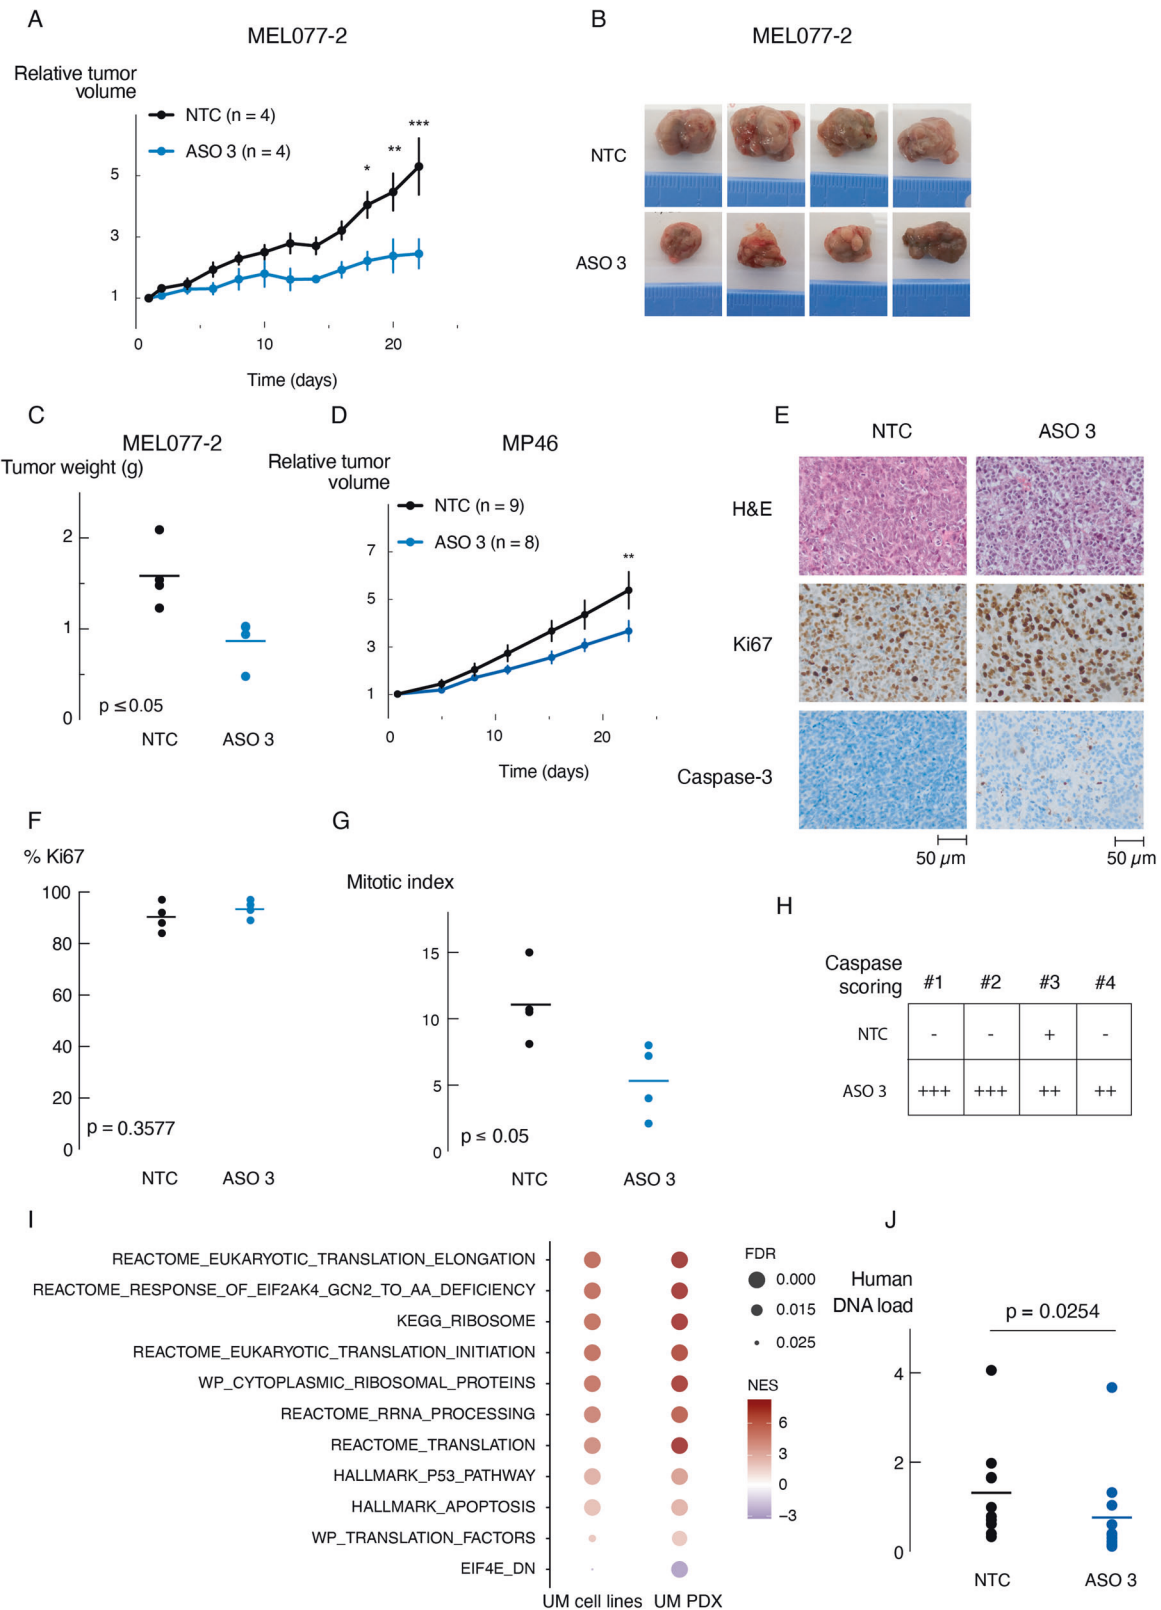 A
MEL077-2
Relative tumor
volume
NTC (n = 4)
ASO 3 (n = 4)
*
**
***
5
3
1
0
10
20
Time (days)
B
MEL077-2
NTC
ASO 3
C
MEL077-2
Tumor weight (g)
2
1
0
p ≤ 0.05
NTC
ASO 3
D
MP46
Relative tumor
volume
NTC (n = 9)
ASO 3 (n = 8)
**
7
5
3
1
0
10
20
Time (days)
E
NTC
ASO 3
H&E
Ki67
Caspase-3
50 µm
50 µm
F
% Ki67
100
80
60
40
20
0
p = 0.3577
NTC
ASO 3
G
Mitotic index
15
10
5
0
p ≤ 0.05
NTC
ASO 3
H
Caspase
scoring
#1
#2
#3
#4
NTC
-
-
+
-
ASO 3
+++
+++
++
++
I
REACTOME_EUKARYOTIC_TRANSLATION_ELONGATION
REACTOME_RESPONSE_OF_EIF2AK4_GCN2_TO_AA_DEFICIENCY
KEGG_RIBOSOME
REACTOME_EUKARYOTIC_TRANSLATION_INITIATION
WP_CYTOPLASMIC_RIBOSOMAL_PROTEINS
REACTOME_RRNA_PROCESSING
REACTOME_TRANSLATION
HALLMARK_P53_PATHWAY
HALLMARK_APOPTOSIS
WP_TRANSLATION_FACTORS
EIF4E_DN
UM cell lines
UM PDX
FDR
0.000
0.015
0.025
NES
6
3
0
−3
J
Human
DNA load
p = 0.0254
4
2
0
NTC
ASO 3